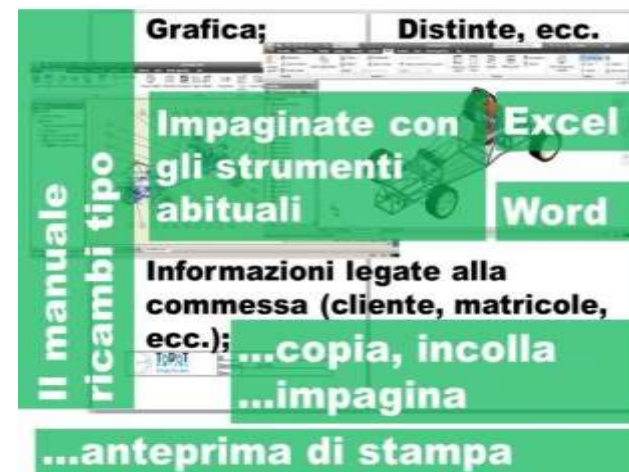 Grafica;
Distinte, ecc.
Il manuale
ricambi tipo
Impaginate con
gli strumenti
abituali
Excel
Word
Informazioni legate alla
commessa (cliente, matricole,
ecc.);
...copia, incolla
...impagina
...anteprima di stampa